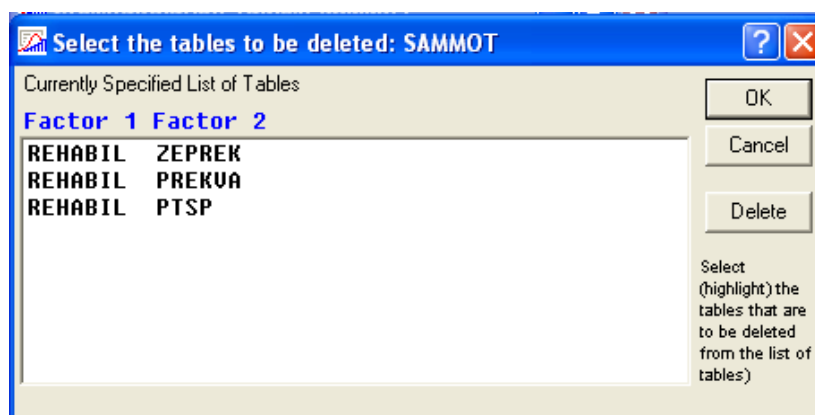 Select the tables to be deleted: SAMMOT
Currently Specified List of Tables
Factor 1 Factor 2
REHABIL ZEPREK
REHABIL PREKVA
REHABIL PTSP
OK
Cancel
Delete
Select
(highlight) the
tables that are
to be deleted
from the list of
tables)